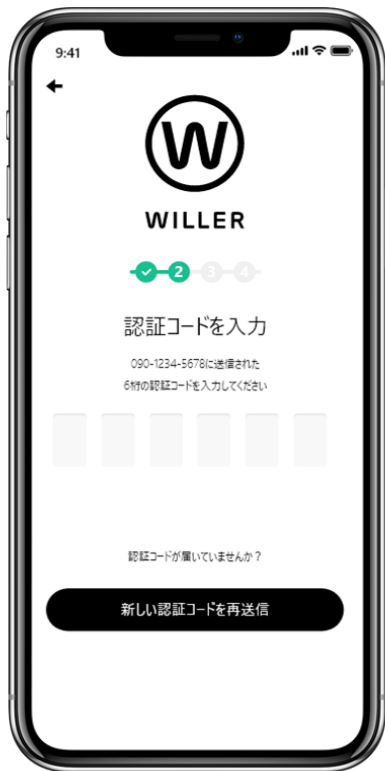 9:41
W
WILLER
2 3 4
認証コードを入力
090-1234-5678に送信された
6桁の認証コードを入力してください
認証コードが届いていませんか？
新しい認証コードを再送信